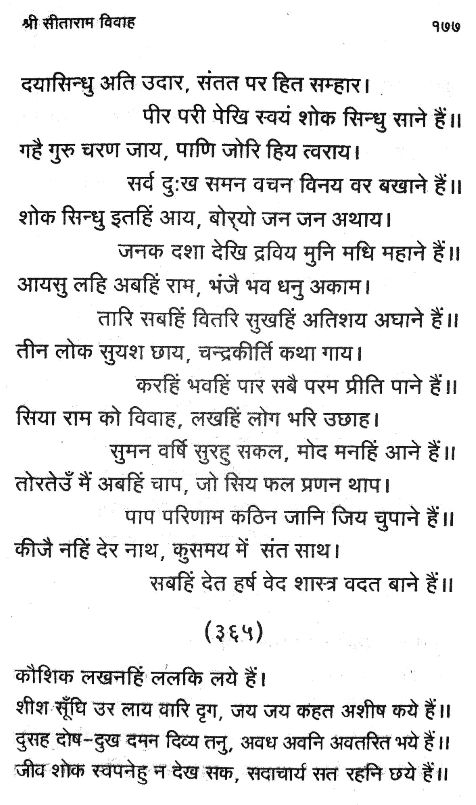 श्री सीताराम विवाह १७७
दयासिन्धु अति उदार, संतत पर हित सम्हार।
पीर परी पेखि स्वयं शोक सिन्धु साने हैं॥
गहै गुरु चरण जाय, पाणि जोरि हिय त्वराय।
सर्व दु:ख समन वचन विनय वर बखाने हैं॥
शोक सिन्धु इतहिं आय, बोर्‌यो जन जन अथाय।
जनक दशा देखि द्रविय मुनि मधि महाने हैं॥
आयसु लहि अबहिं राम, भंजै भव धनु अकाम।
तारि सबहिं वितरि सुखहिं अतिशय अघाने हैं॥
तीन लोक सुयश छाय, चन्द्रकीर्ति कथा गाय।
करहिं भवहिं पार सबै परम प्रीति पाने हैं॥
सिया राम को विवाह, लखहिं लोग भरि उछाह।
सुमन वर्षि सुरहु सकल, मोद मनहिं आने हैं॥
तोरतेउँ मैं अबहिं चाप, जो सिय फल प्रणन थाप।
पाप परिणाम कठिन जानि जिय चुपाने हैं॥
कीजै नहिं देर नाथ, कुसमय में संत साथ।
सबहिं देत हर्ष वेद शास्त्र वदत बाने हैं॥
(३६५)
कौशिक लखनहिं ललकि लये हैं।
शीश सूँघि उर लाय वारि दृग, जय जय कहत अशीष कये हैं॥
दुसह दोष-दुख दमन दिव्य तनु, अवध अवनि अवतरित भये हैं॥
जीव शोक स्वपनेहु न देख सक, सदाचार्य सत रहनि छये हैं॥